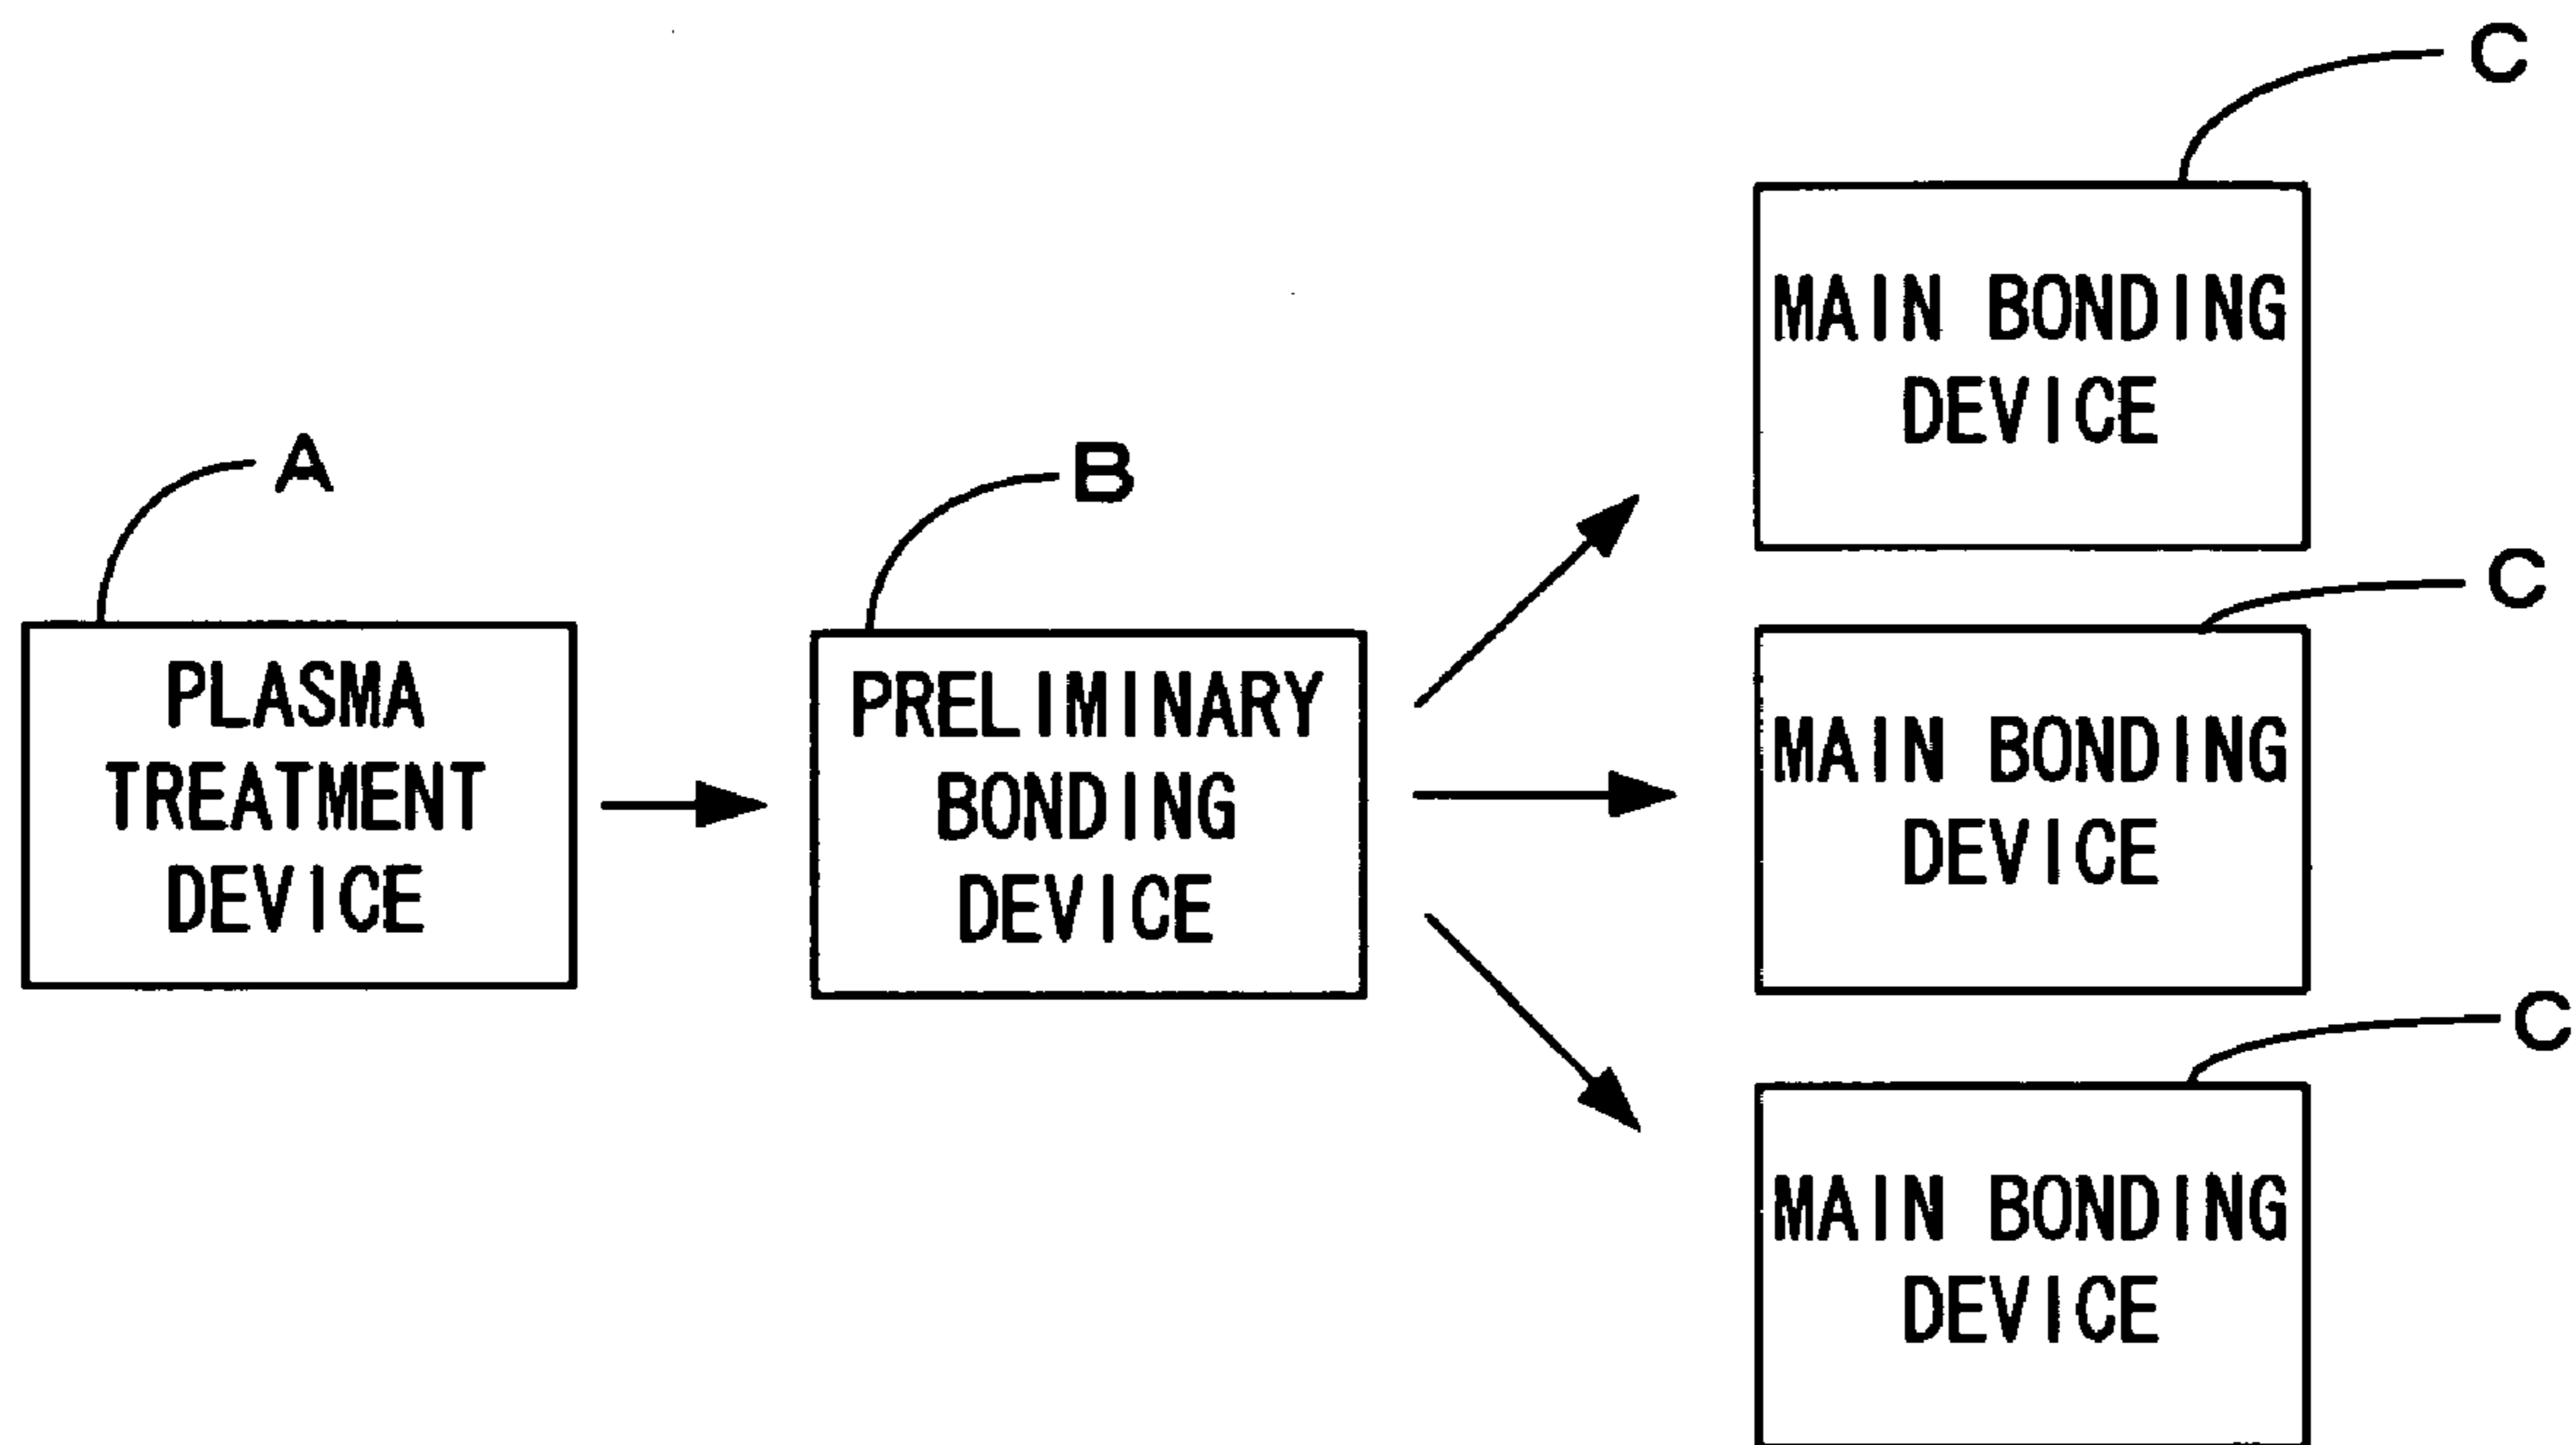 A
PLASMA
TREATMENT
DEVICE
B
PRELIMINARY
BONDING
DEVICE
C
MAIN BONDING
DEVICE
C
MAIN BONDING
DEVICE
C
MAIN BONDING
DEVICE